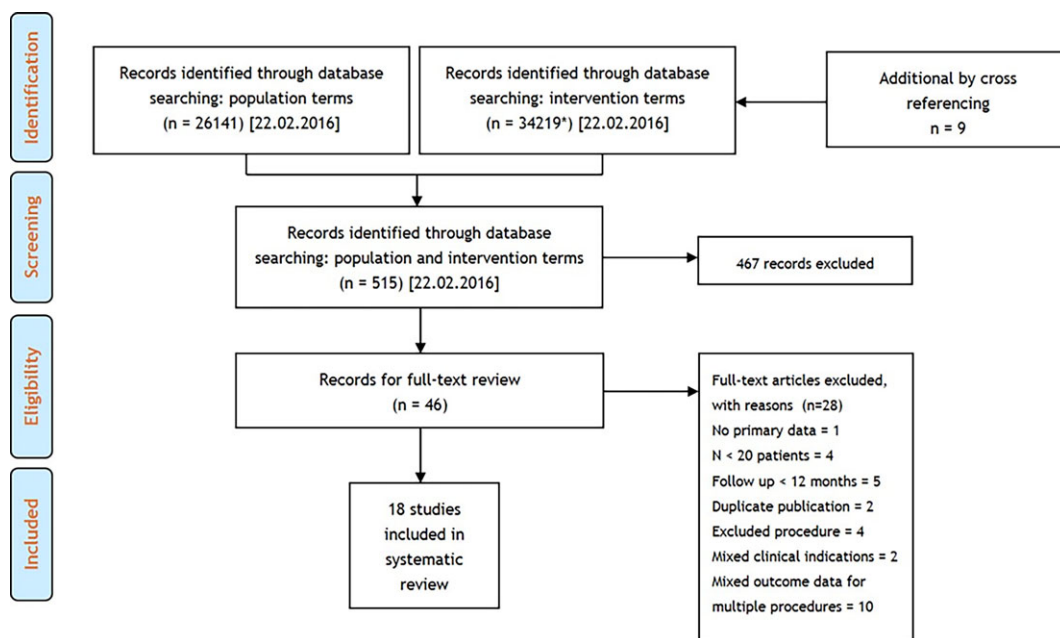 Identification
Records identified through database
searching: population terms
(n = 26141) [22.02.2016]
Records identified through database
searching: intervention terms
(n = 34219*) [22.02.2016]
Additional by cross
referencing
n = 9
Screening
Records identified through database
searching: population and intervention terms
(n = 515) [22.02.2016]
467 records excluded
Eligibility
Records for full-text review
(n = 46)
Full-text articles excluded,
with reasons (n=28)
No primary data = 1
N < 20 patients = 4
Follow up < 12 months = 5
Duplicate publication = 2
Excluded procedure = 4
Mixed clinical indications = 2
Mixed outcome data for
multiple procedures = 10
Included
18 studies
included in
systematic
review